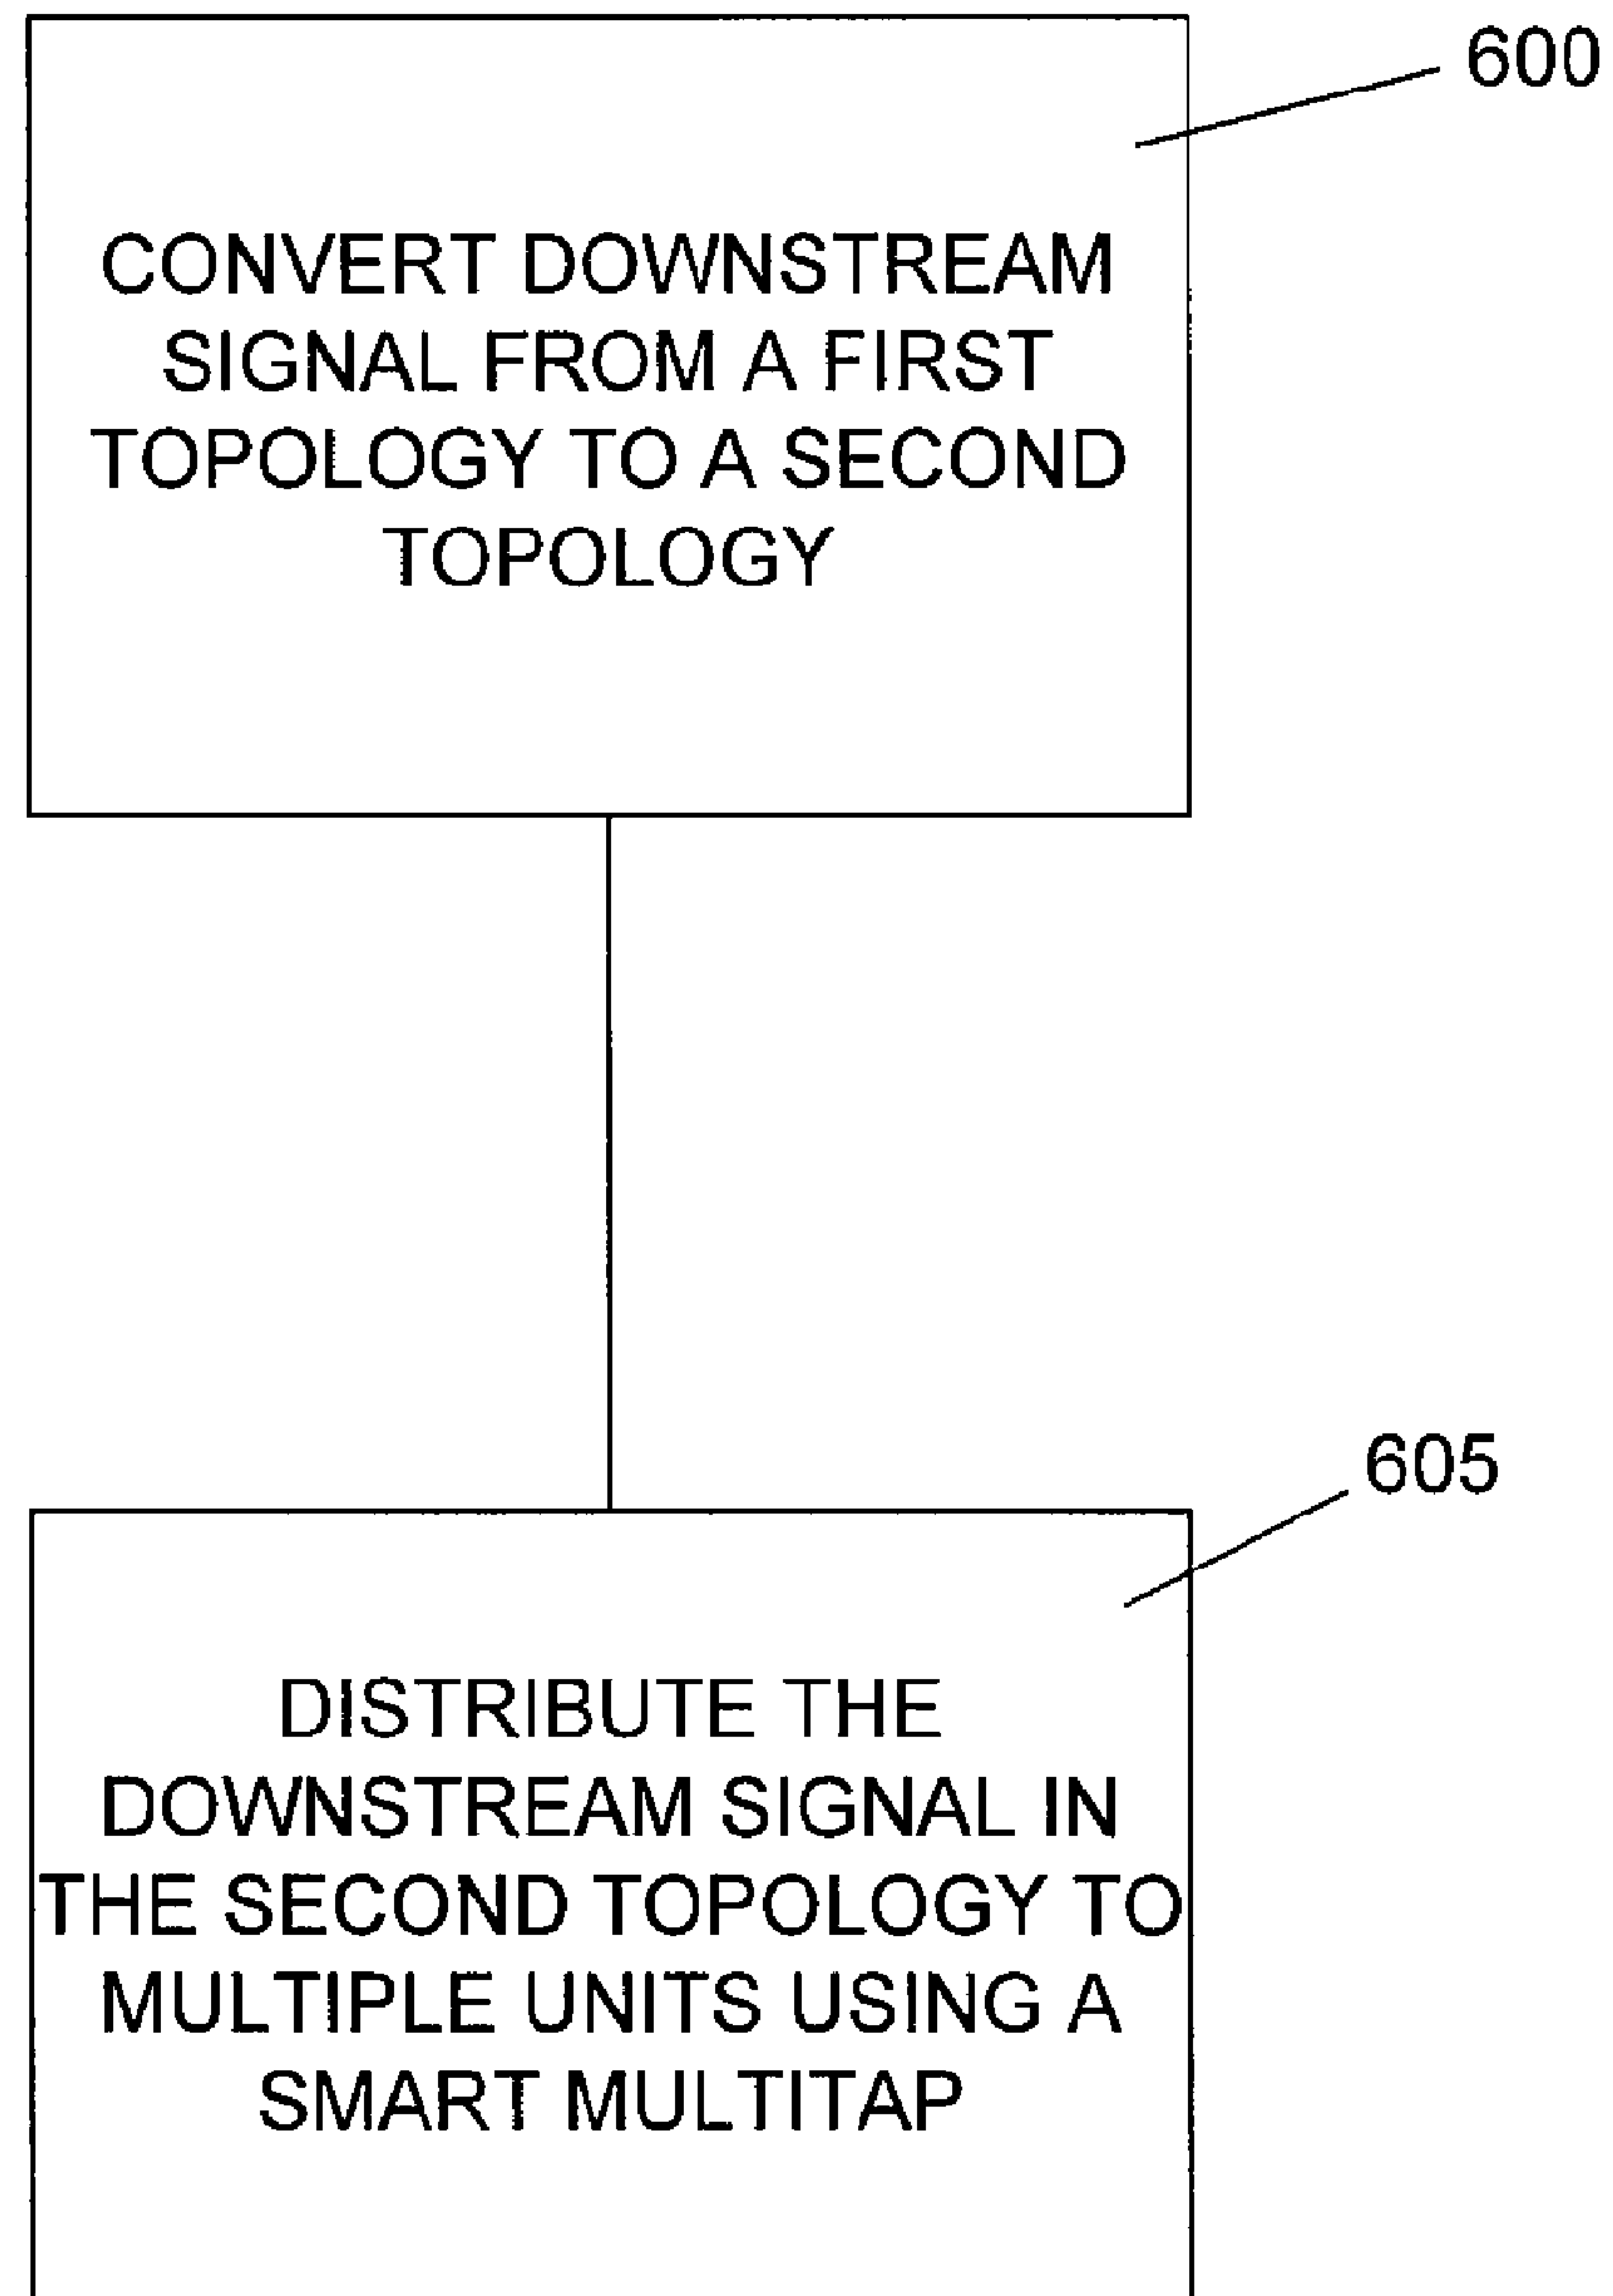 600
CONVERT DOWNSTREAM
SIGNAL FROM A FIRST
TOPOLOGY TO A SECOND
TOPOLOGY
605
DISTRIBUTE THE
DOWNSTREAM SIGNAL IN
THE SECOND TOPOLOGY TO
MULTIPLE UNITS USING A
SMART MULTITAP